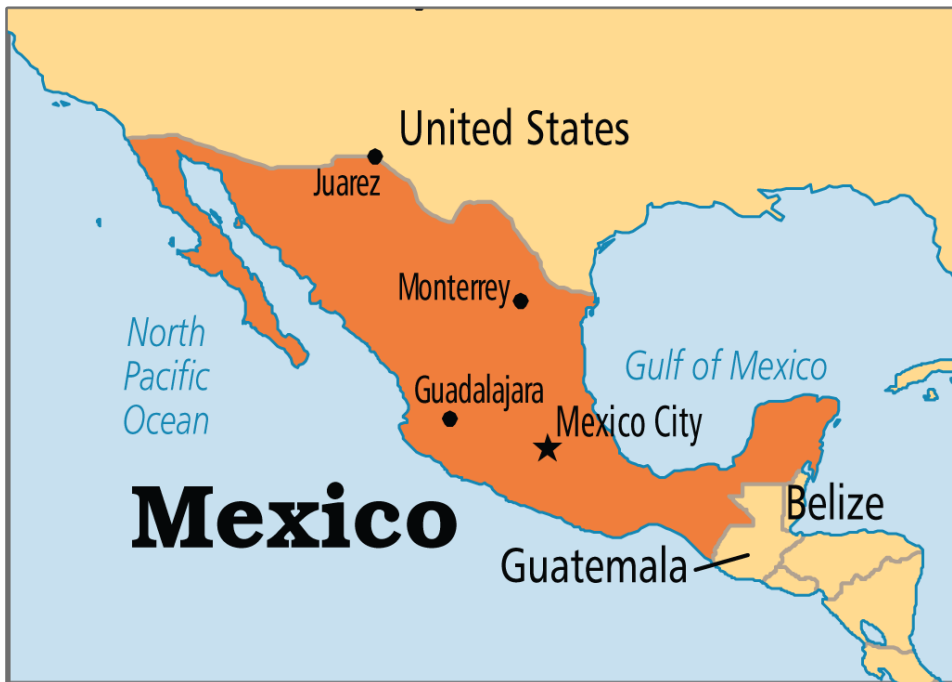 United States
Juarez
Monterrey
North
Pacific
Ocean
Gulf of Mexico
Guadalajara
Mexico City
Mexico
Belize
Guatemala